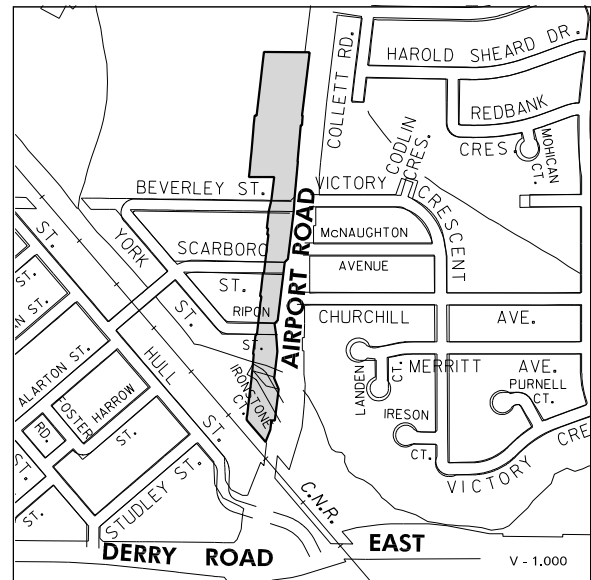 HAROLD SHEARD DR.
COLLETT RD.
REDBANK
CRES.
MOHICAN
CT.
CODLIN
CRES.
BEVERLEY ST.
VICTORY
CRESCENT
McNAUGHTON
AVENUE
SCARBORO
ST.
RIPON
ST.
YORK
ST.
ST.
AIRPORT ROAD
CHURCHILL
AVE.
MERRITT
AVE.
LANDEN
CT.
PURNELL
CT.
IRESON
CT.
VICTORY
CRE
IRONSTONE
CT.
HULL
ST.
AN ST.
ALARTON ST.
FOSTER
RD.
HARROW
ST.
ST.
ST.
STUDLEY ST.
C.N.R.
DERRY ROAD
EAST
V - 1.000